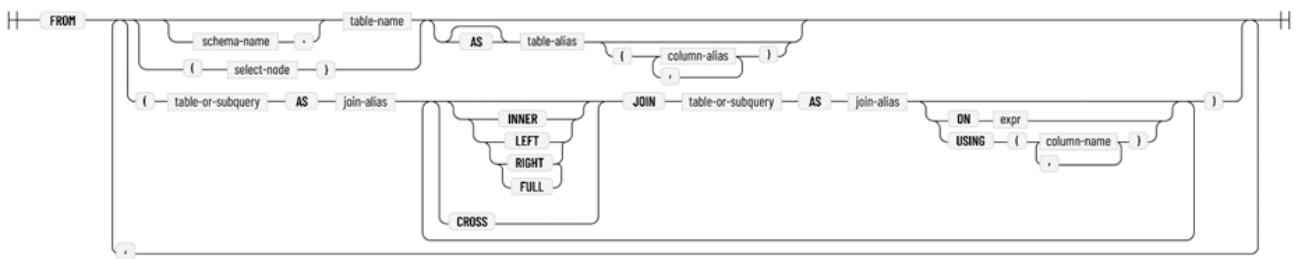 FROM table-name
schema-name . AS table-alias
( select-node ) ( column-alias )
,
( table-or-subquery AS join-alias JOIN table-or-subquery AS join-alias )
INNER ON expr
LEFT USING ( column-name )
RIGHT ,
FULL
CROSS
,